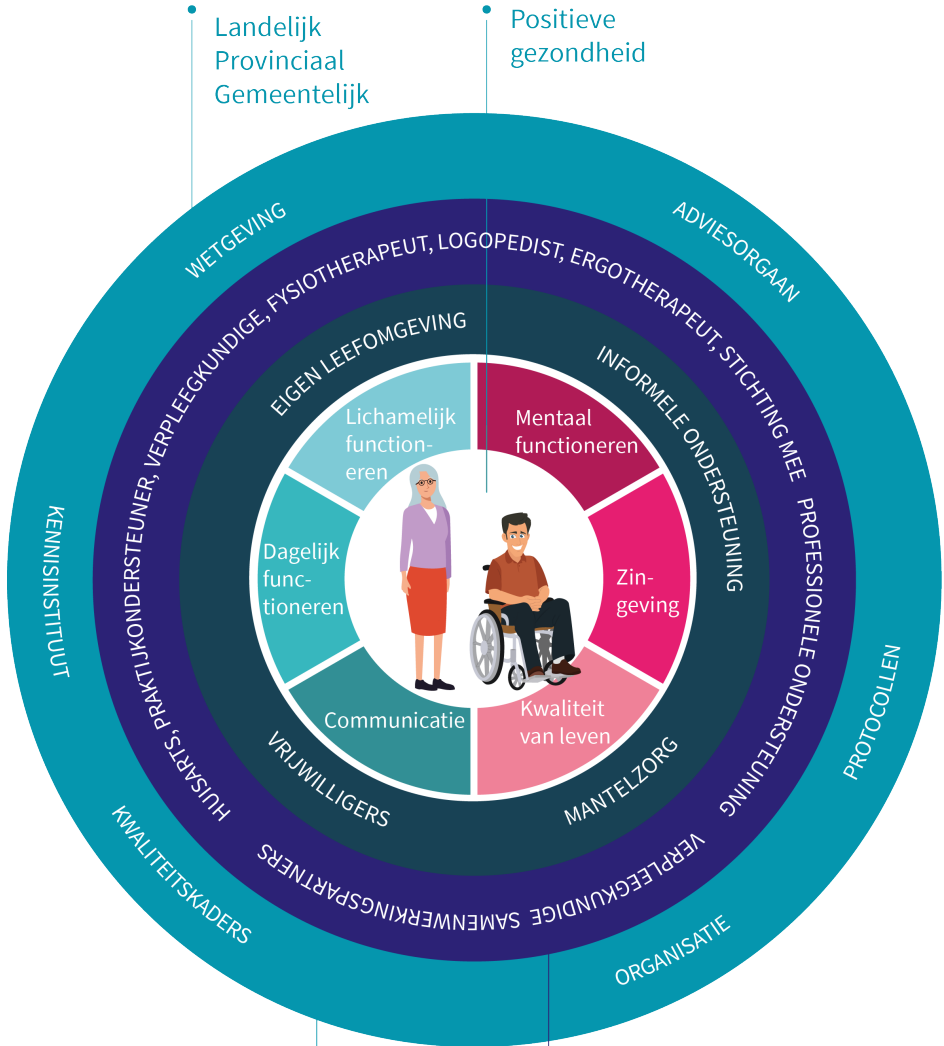 Landelijk
Provinciaal
Gemeentelijk
Positieve
gezondheid
WETGEVING
ADVIESORGAAN
KENNISINSTITUUT
PROTOCOLLEN
KWALITEITSKADERS
ORGANISATIE
HUISARTS, PRAKTIJKONDERSTEUNER, VERPLEEGKUNDIGE, FYSIOTHERAPEUT, LOGOPEDIST, ERGOTHERAPEUT, STICHTING MEE
PROFESSIONELE ONDERSTEUNING
VERPLEEGKUNDIGE SAMENWERKINGSPARTNERS
EIGEN LEEFOMGEVING
INFORMELE ONDERSTEUNING
VRIJWILLIGERS
MANTELZORG
Lichamelijk
function-
eren
Mentaal
functioneren
Dagelijk
func-
tioneren
Zin-
geving
Communicatie
Kwaliteit
van leven